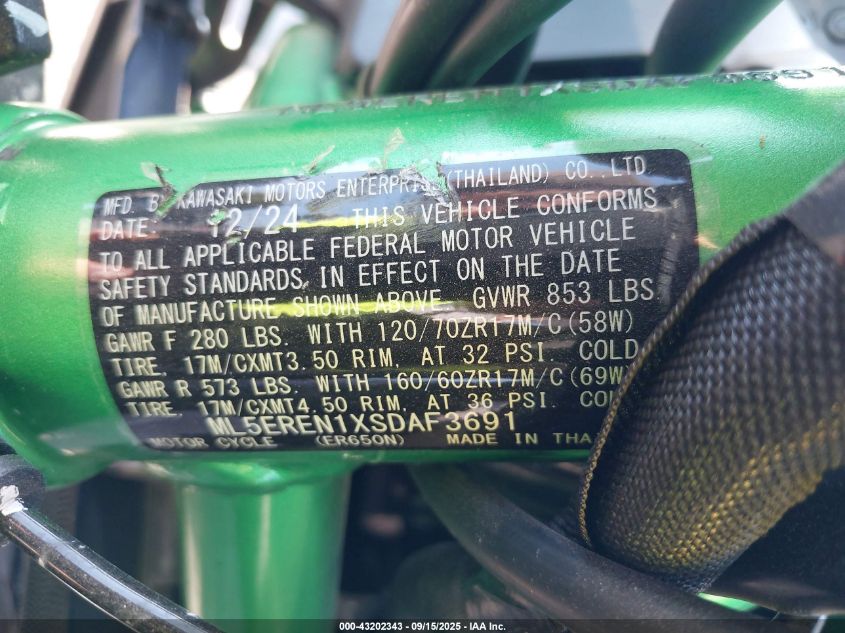 MFD. BY KAWASAKI MOTORS ENTERPRIS (THAILAND) CO.,LTD
DATE: 12/24 THIS VEHICLE CONFORMS
TO ALL APPLICABLE FEDERAL MOTOR VEHICLE
SAFETY STANDARDS IN EFFECT ON THE DATE
OF MANUFACTURE SHOWN ABOVE GVWR 853 LBS
GAWR F 280 LBS. WITH 120/70ZR17M/C(58W)
TIRE. 17M/CXMT3.50 RIM, AT 32 PSI. COLD
GAWR R 573 LBS. WITH 160/60ZR17M/C(69W)
TIRE. 17M/CXMT4.50 RIM, AT 36 PSI. COL
ML5EREN1XSDAF3691
MOTOR CYCLE (ER650N) MADE IN THA
000-43202343 - 09/15/2025 - IAA Inc.